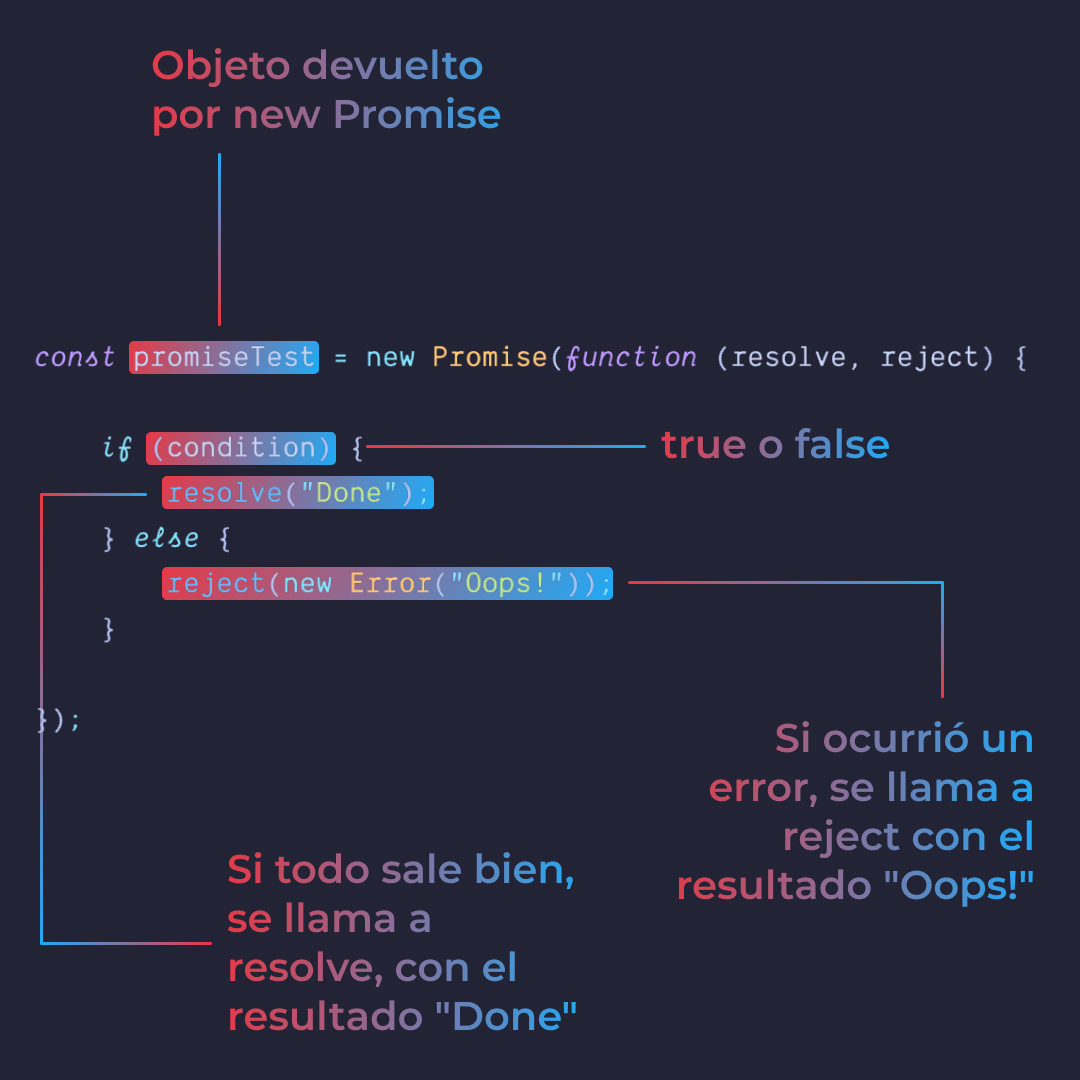 Objeto devuelto
por new Promise
const promiseTest = new Promise(function (resolve, reject) {
if (condition) {
true o false
resolve("Done");
} else {
reject(new Error("Oops!"));
}
});
Si ocurrió un
error, se llama a
reject con el
resultado "Oops!"
Si todo sale bien,
se llama a
resolve, con el
resultado "Done"